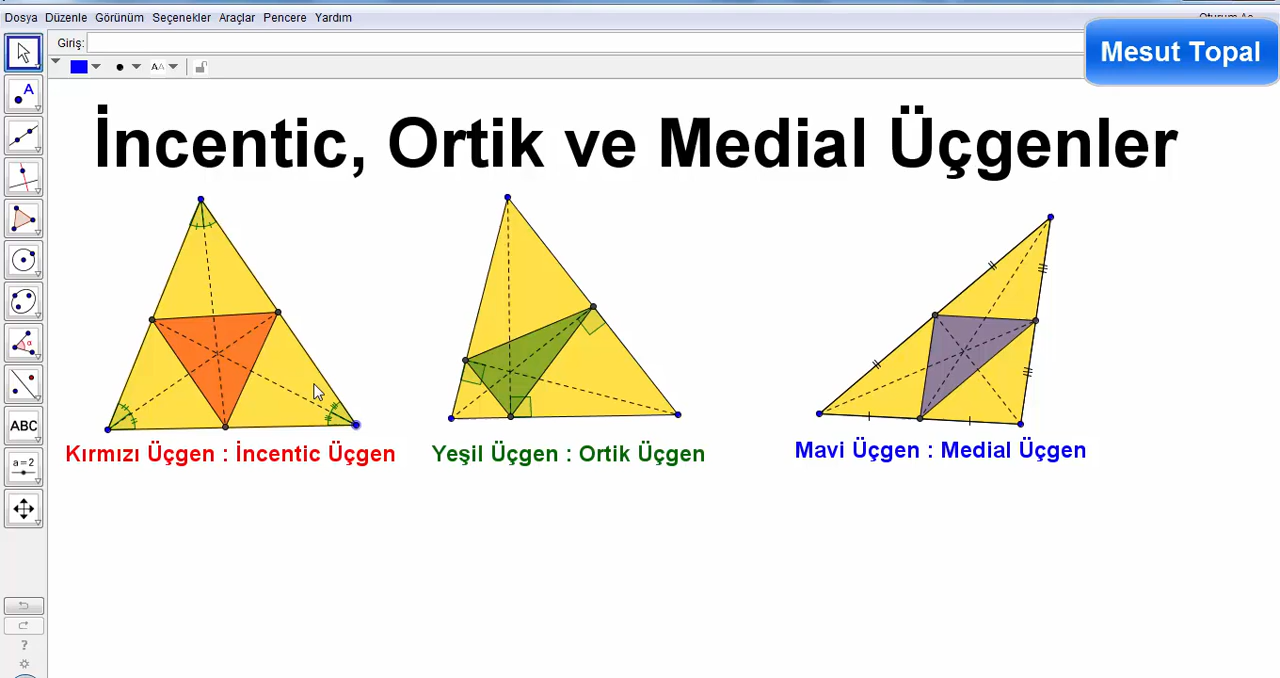 Dosya Düzenle Görünüm Seçenekler Araçlar Pencere Yardım
Giriş:
Mesut Topal
AA
A
α
ABC
a=2
?
İncentic, Ortik ve Medial Üçgenler
Kırmızı Üçgen : İncentic Üçgen
Yeşil Üçgen : Ortik Üçgen
Mavi Üçgen : Medial Üçgen